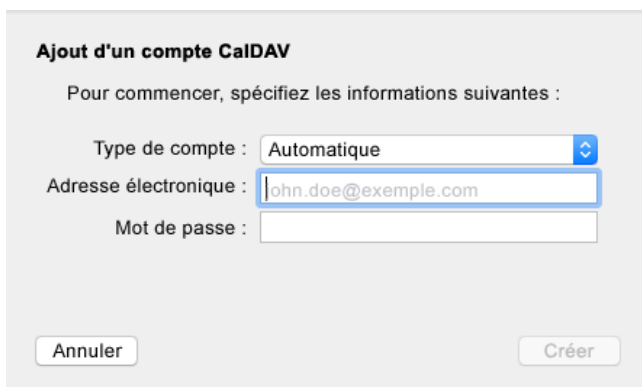 Ajout d'un compte CalDAV
Pour commencer, spécifiez les informations suivantes :
Type de compte : Automatique
Adresse électronique : john.doe@exemple.com
Mot de passe :
Annuler Créer